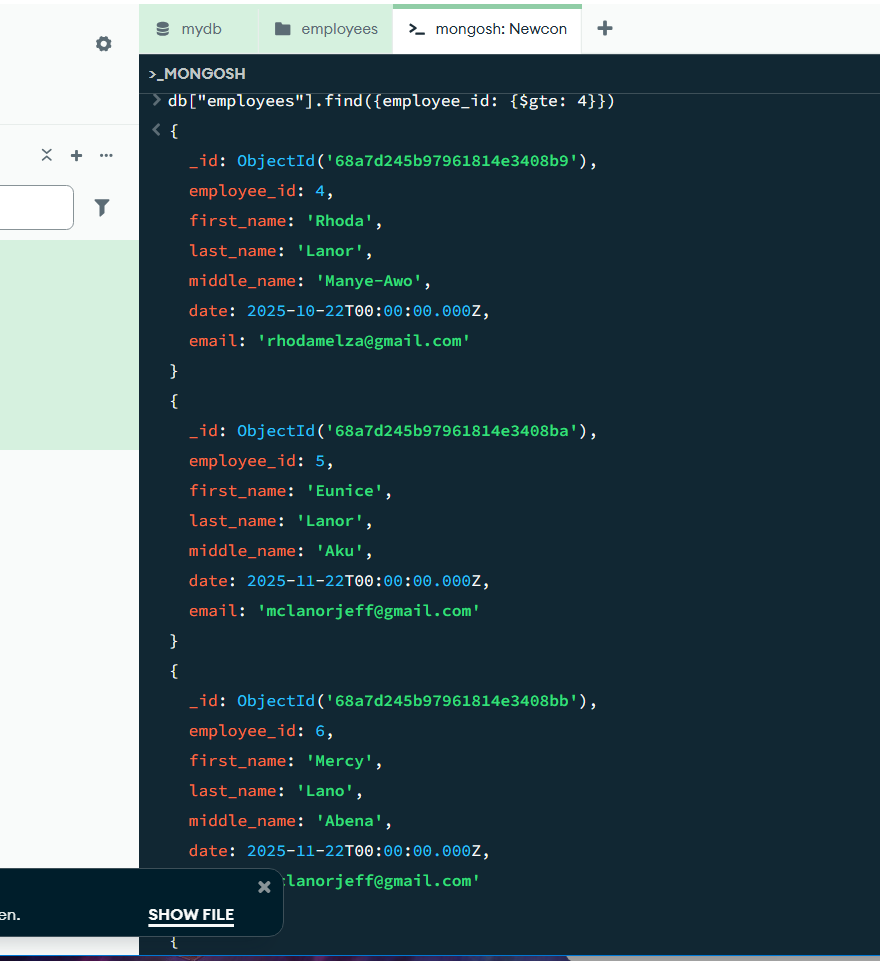 mydb
employees
mongosh: Newcon
>_MONGOSH
db["employees"].find({employee_id: {$gte: 4}})
{
_id: ObjectId('68a7d245b97961814e3408b9'),
employee_id: 4,
first_name: 'Rhoda',
last_name: 'Lanor',
middle_name: 'Manye-Awo',
date: 2025-10-22T00:00:00.000Z,
email: 'rhodamelza@gmail.com'
}
{
_id: ObjectId('68a7d245b97961814e3408ba'),
employee_id: 5,
first_name: 'Eunice',
last_name: 'Lanor',
middle_name: 'Aku',
date: 2025-11-22T00:00:00.000Z,
email: 'mclanorjeff@gmail.com'
}
{
_id: ObjectId('68a7d245b97961814e3408bb'),
employee_id: 6,
first_name: 'Mercy',
last_name: 'Lano',
middle_name: 'Abena',
date: 2025-11-22T00:00:00.000Z,
clanorjeff@gmail.com'
en.
SHOW FILE
{